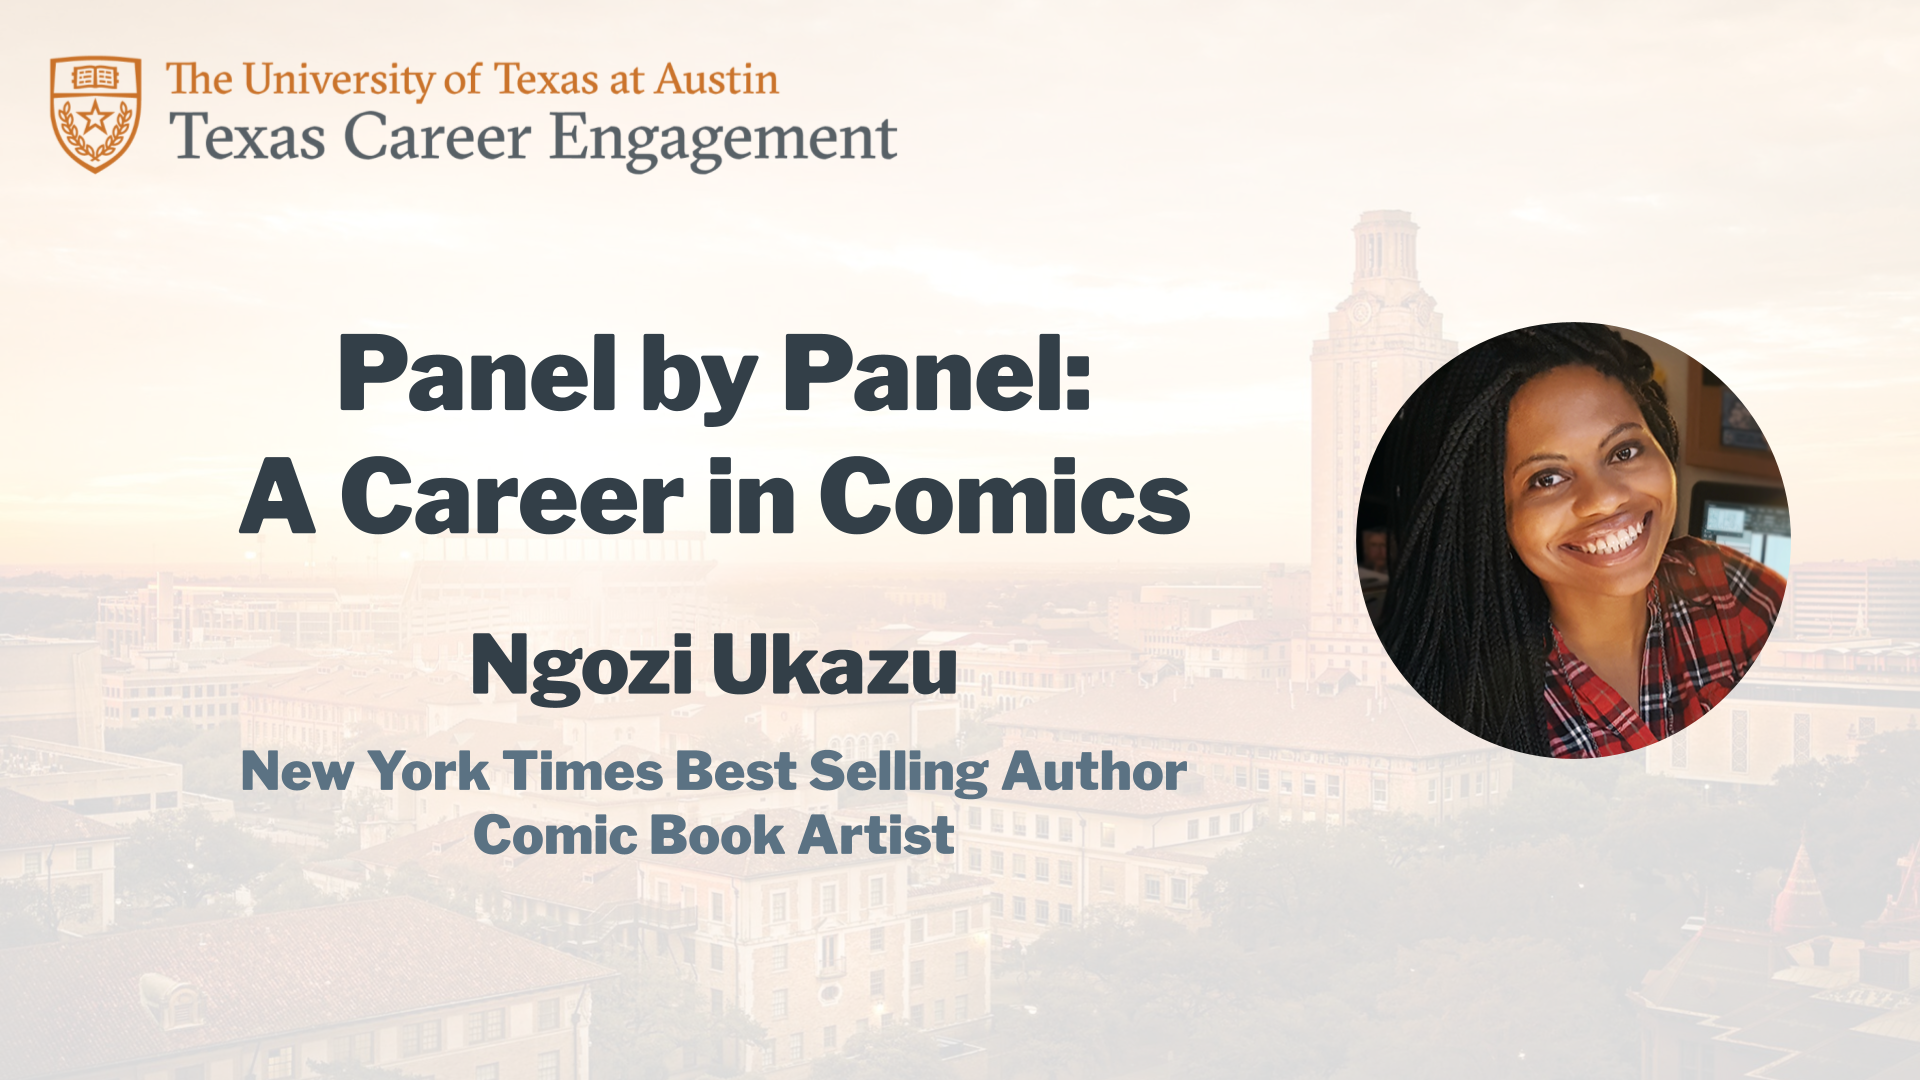 The University of Texas at Austin
Texas Career Engagement
Panel by Panel:
A Career in Comics
Ngozi Ukazu
New York Times Best Selling Author
Comic Book Artist